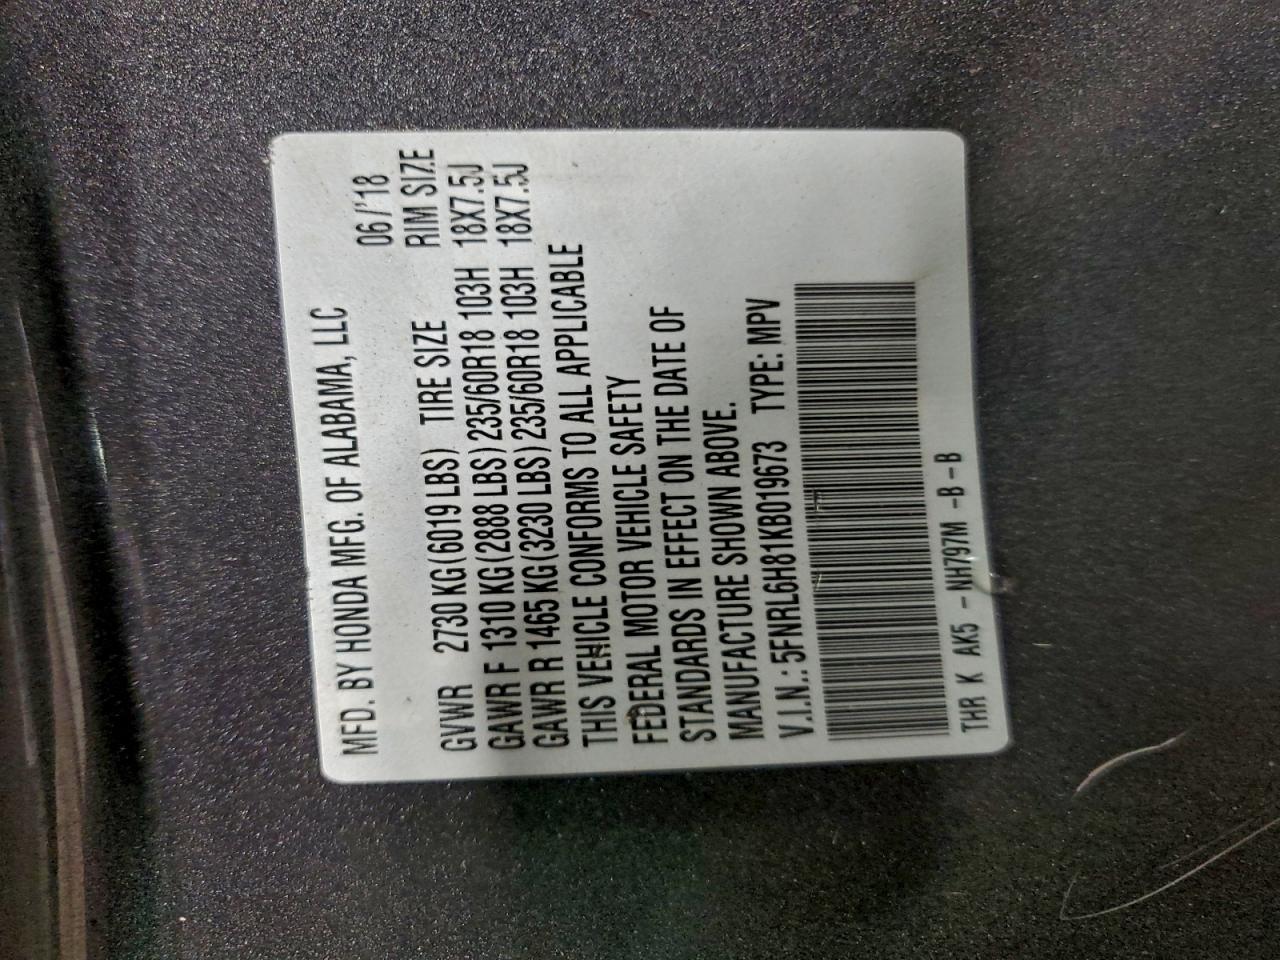 MFD. BY HONDA MFG. OF ALABAMA, LLC
06/'18
GVWR 2730 KG(6019 LBS) TIRE SIZE RIM SIZE
GAWR F 1310 KG(2888 LBS)235/60R18 103H 18X7.5J
GAWR R 1465 KG(3230 LBS)235/60R18 103H 18X7.5J
THIS VEHICLE CONFORMS TO ALL APPLICABLE
FEDERAL MOTOR VEHICLE SAFETY
STANDARDS IN EFFECT ON THE DATE OF
MANUFACTURE SHOWN ABOVE.
V.I.N.: 5FNRL6H81KB019673 TYPE: MPV
THR K AK5 - NH797M -B-B